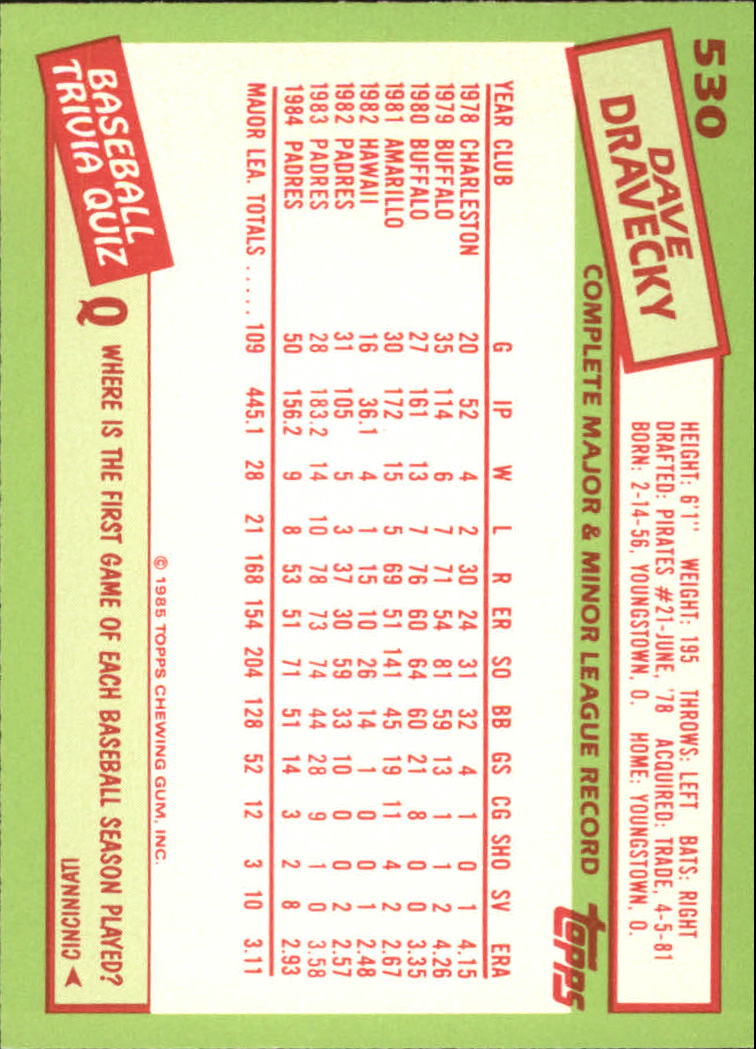 530
DAVE
DRAVECKY
HEIGHT: 6'1" WEIGHT: 195 THROWS: LEFT BATS: RIGHT
DRAFTED: PIRATES #21-JUNE, '78 ACQUIRED: TRADE, 4-5-81
BORN: 2-14-56, YOUNGSTOWN, O. HOME: YOUNGSTOWN, O.
COMPLETE MAJOR & MINOR LEAGUE RECORD
topps
YEAR CLUB G IP W L R ER SO BB GS CG SHO SV ERA
1978 CHARLESTON 20 52 4 2 30 24 31 32 4 1 0 1 4.15
1979 BUFFALO 35 114 6 7 71 54 81 59 13 1 1 2 4.26
1980 BUFFALO 27 161 13 7 76 60 64 60 21 8 0 0 3.35
1981 AMARILLO 30 172 15 5 69 51 141 45 19 11 4 2 2.67
1982 HAWAII 16 36.1 4 1 15 10 26 14 1 0 0 1 2.48
1982 PADRES 31 105 5 3 37 30 59 33 10 0 0 2 2.57
1983 PADRES 28 183.2 14 10 78 73 74 44 28 9 1 0 3.58
1984 PADRES 50 156.2 9 8 53 51 71 51 14 3 2 8 2.93
MAJOR LEA. TOTALS ..... 109 445.1 28 21 168 154 204 128 52 12 3 10 3.11
© 1985 TOPPS CHEWING GUM, INC.
BASEBALL
TRIVIA QUIZ
Q WHERE IS THE FIRST GAME OF EACH BASEBALL SEASON PLAYED?
CINCINNATI